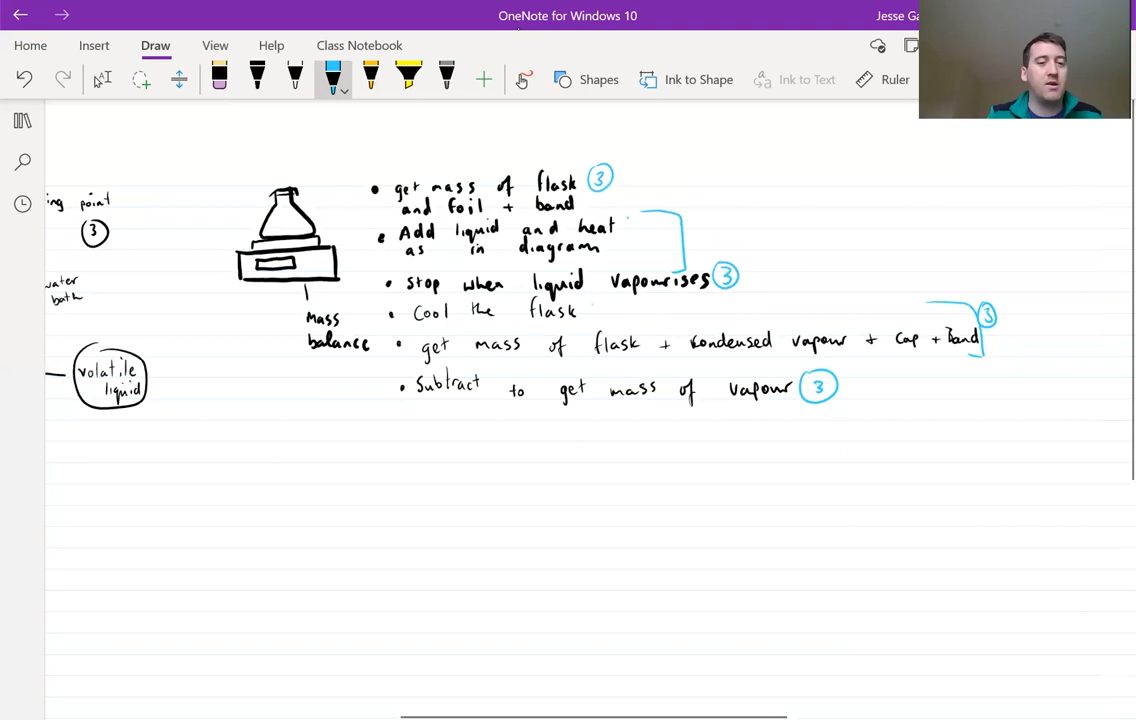 OneNote for Windows 10
Jesse Ga
Home Insert Draw View Help Class Notebook
Shapes Ink to Shape Ink to Text Ruler
ing point
3
water
bath
volatile
liquid
Mass
balance
• get mass of flask 3
and foil + band
• Add liquid and heat
as in diagram
• Stop when liquid vapourises 3
• Cool the flask
• get mass of flask + condensed vapour + cap + band 3
• Subtract to get mass of vapour 3